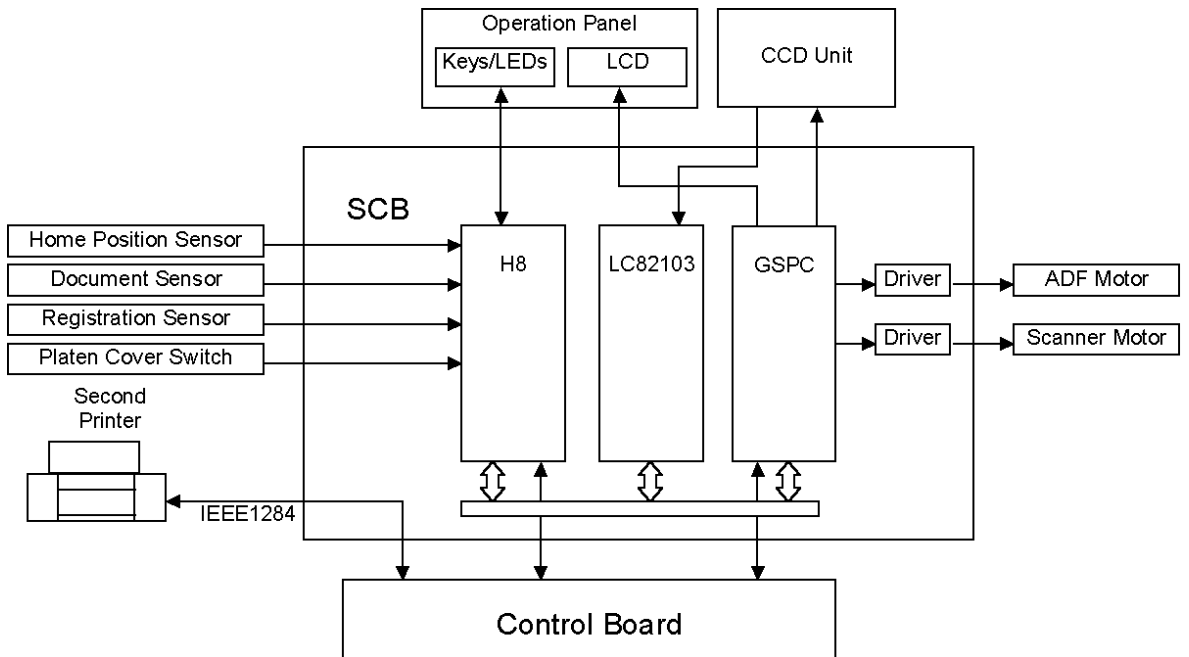 Operation Panel
Keys/LEDs
LCD
CCD Unit
SCB
Home Position Sensor
Document Sensor
Registration Sensor
Platen Cover Switch
H8
LC82103
GSPC
Driver
ADF Motor
Driver
Scanner Motor
Second
Printer
IEEE1284
Control Board